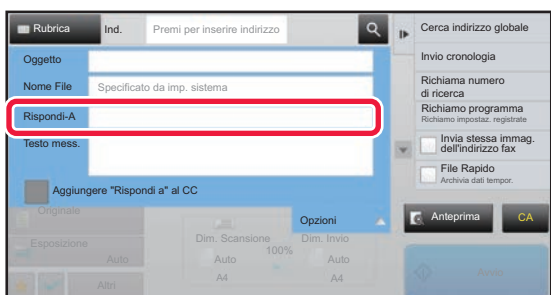 Rubrica
Ind.
Premi per inserire indirizzo
Cerca indirizzo globale
Oggetto
Invio cronologia
Nome File
Specificato da imp. sistema
Richiama numero
di ricerca
Rispondi-A
Richiamo programma
Richiamo impostaz. registrate
Testo mess.
Invia stessa immag.
dell'indirizzo fax
File Rapido
Archivia dati tempor.
Aggiungere "Rispondi a" al CC
Originale
Opzioni
Anteprima
CA
Esposizione
Auto
Dim. Scansione
100%
Dim. Invio
Auto
Auto
A4
A4
Altri
Avvio